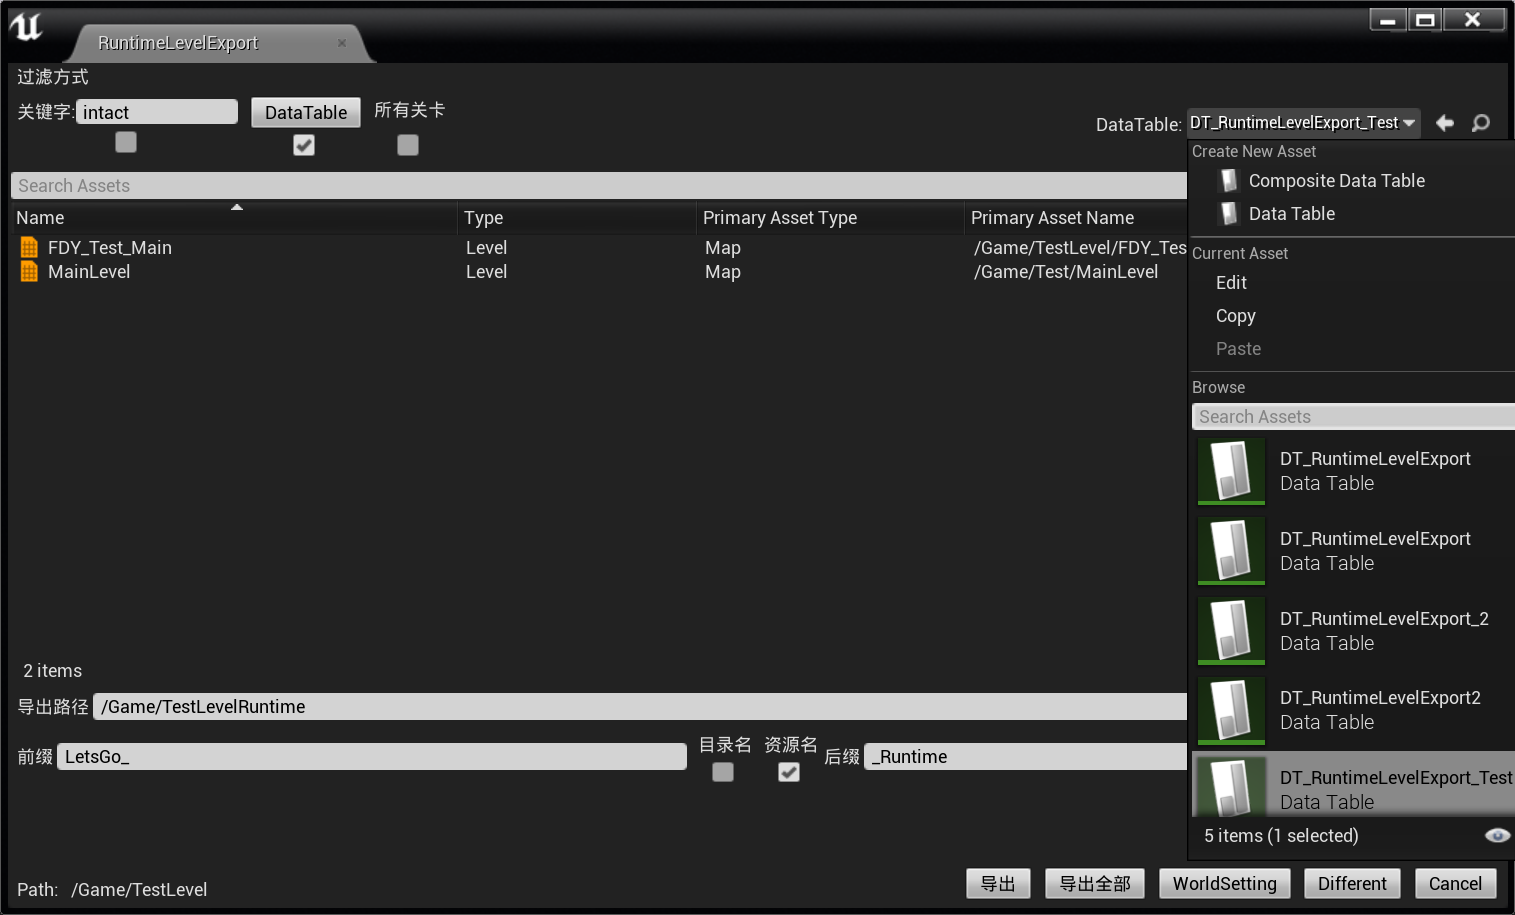 RuntimeLevelExport
过滤方式
关键字: intact DataTable 所有关卡
DataTable: DT_RuntimeLevelExport_Test
Create New Asset
Composite Data Table
Data Table
Current Asset
Edit
Copy
Paste
Browse
Search Assets
DT_RuntimeLevelExport
Data Table
DT_RuntimeLevelExport
Data Table
DT_RuntimeLevelExport_2
Data Table
DT_RuntimeLevelExport2
Data Table
DT_RuntimeLevelExport_Test
Data Table
5 items (1 selected)
Search Assets
Name Type Primary Asset Type Primary Asset Name
FDY_Test_Main Level Map /Game/TestLevel/FDY_Tes
MainLevel Level Map /Game/Test/MainLevel
2 items
导出路径 /Game/TestLevelRuntime
前缀 LetsGo_ 目录名 资源名 后缀 _Runtime
Path: /Game/TestLevel
导出 导出全部 WorldSetting Different Cancel